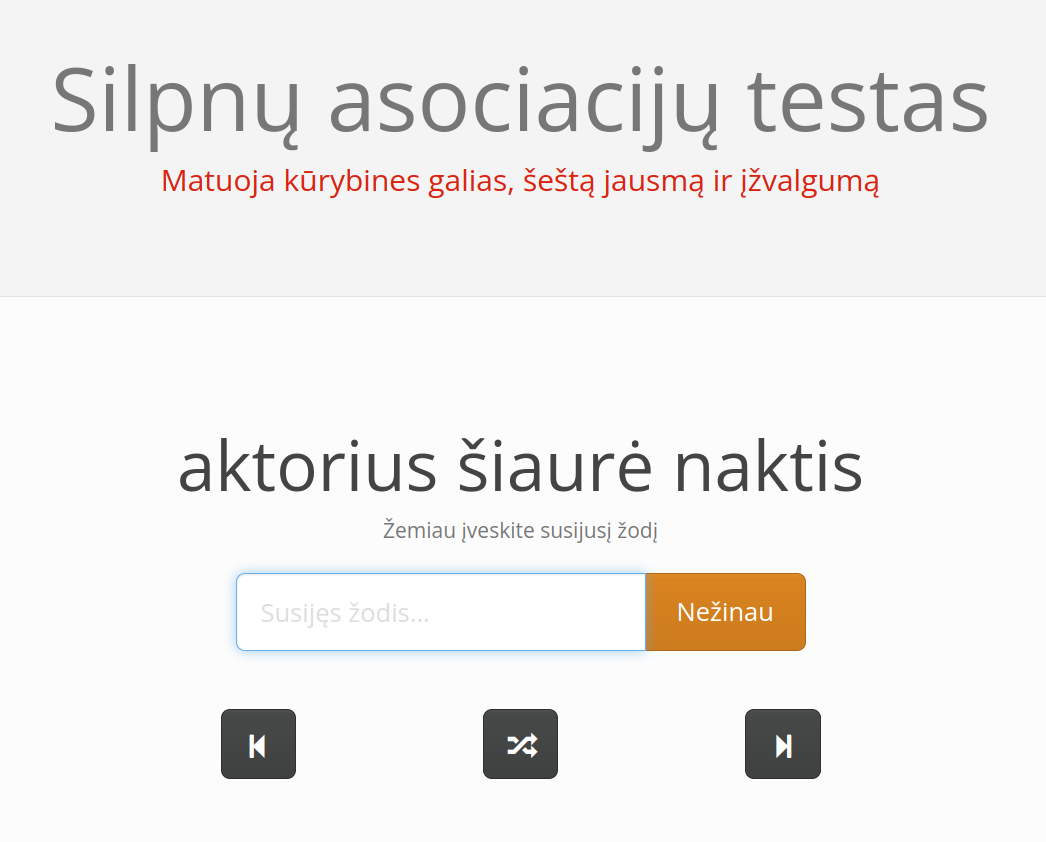 Silpnų asociacijų testas
Matuoja kūrybines galias, šeštą jausmą ir įžvalgumą
aktorius šiaurė naktis
Žemiau įveskite susijusį žodį
Susijęs žodis...
Nežinau